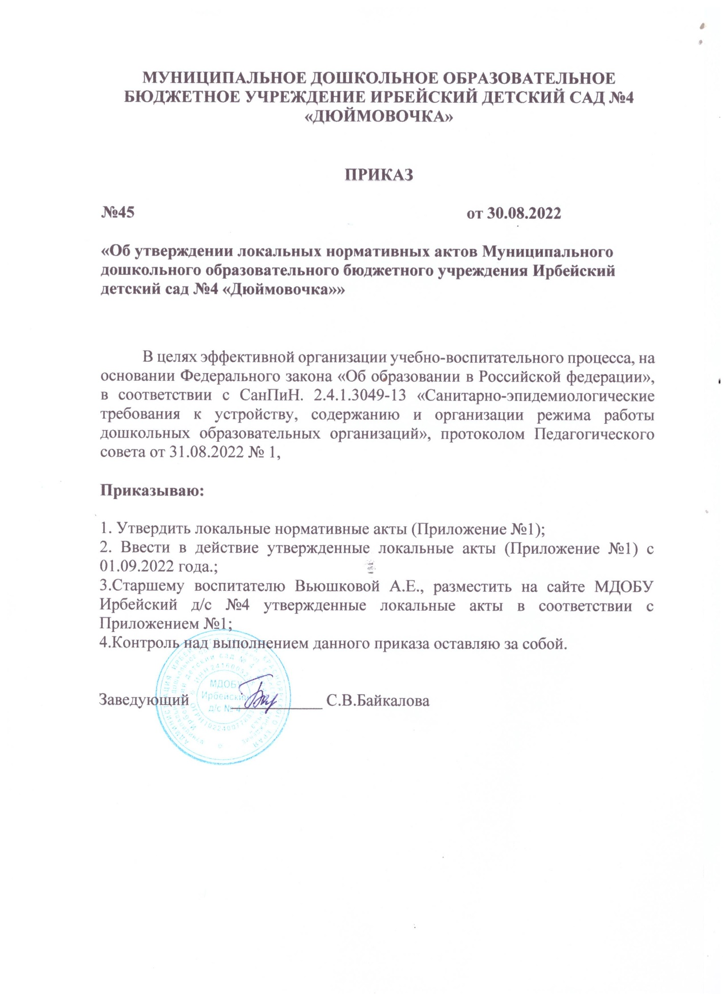 МУНИЦИПАЛЬНОЕ ДОШКОЛЬНОЕ ОБРАЗОВАТЕЛЬНОЕ
БЮДЖЕТНОЕ УЧРЕЖДЕНИЕ ИРБЕЙСКИЙ ДЕТСКИЙ САД №4
«ДЮЙМОВОЧКА»
ПРИКАЗ
№45 от 30.08.2022
«Об утверждении локальных нормативных актов Муниципального
дошкольного образовательного бюджетного учреждения Ирбейский
детский сад №4 «Дюймовочка»»
В целях эффективной организации учебно-воспитательного процесса, на
основании Федерального закона «Об образовании в Российской федерации»,
в соответствии с СанПиН. 2.4.1.3049-13 «Санитарно-эпидемиологические
требования к устройству, содержанию и организации режима работы
дошкольных образовательных организаций», протоколом Педагогического
совета от 31.08.2022 № 1,
Приказываю:
1. Утвердить локальные нормативные акты (Приложение №1);
2. Ввести в действие утвержденные локальные акты (Приложение №1) с
01.09.2022 года.;
3.Старшему воспитателю Вьюшковой А.Е., разместить на сайте МДОБУ
Ирбейский д/с №4 утвержденные локальные акты в соответствии с
Приложением №1;
4.Контроль над выполнением данного приказа оставляю за собой.
Заведующий ___________ С.В.Байкалова
МДОБУ
Ирбейский
д/с № 4